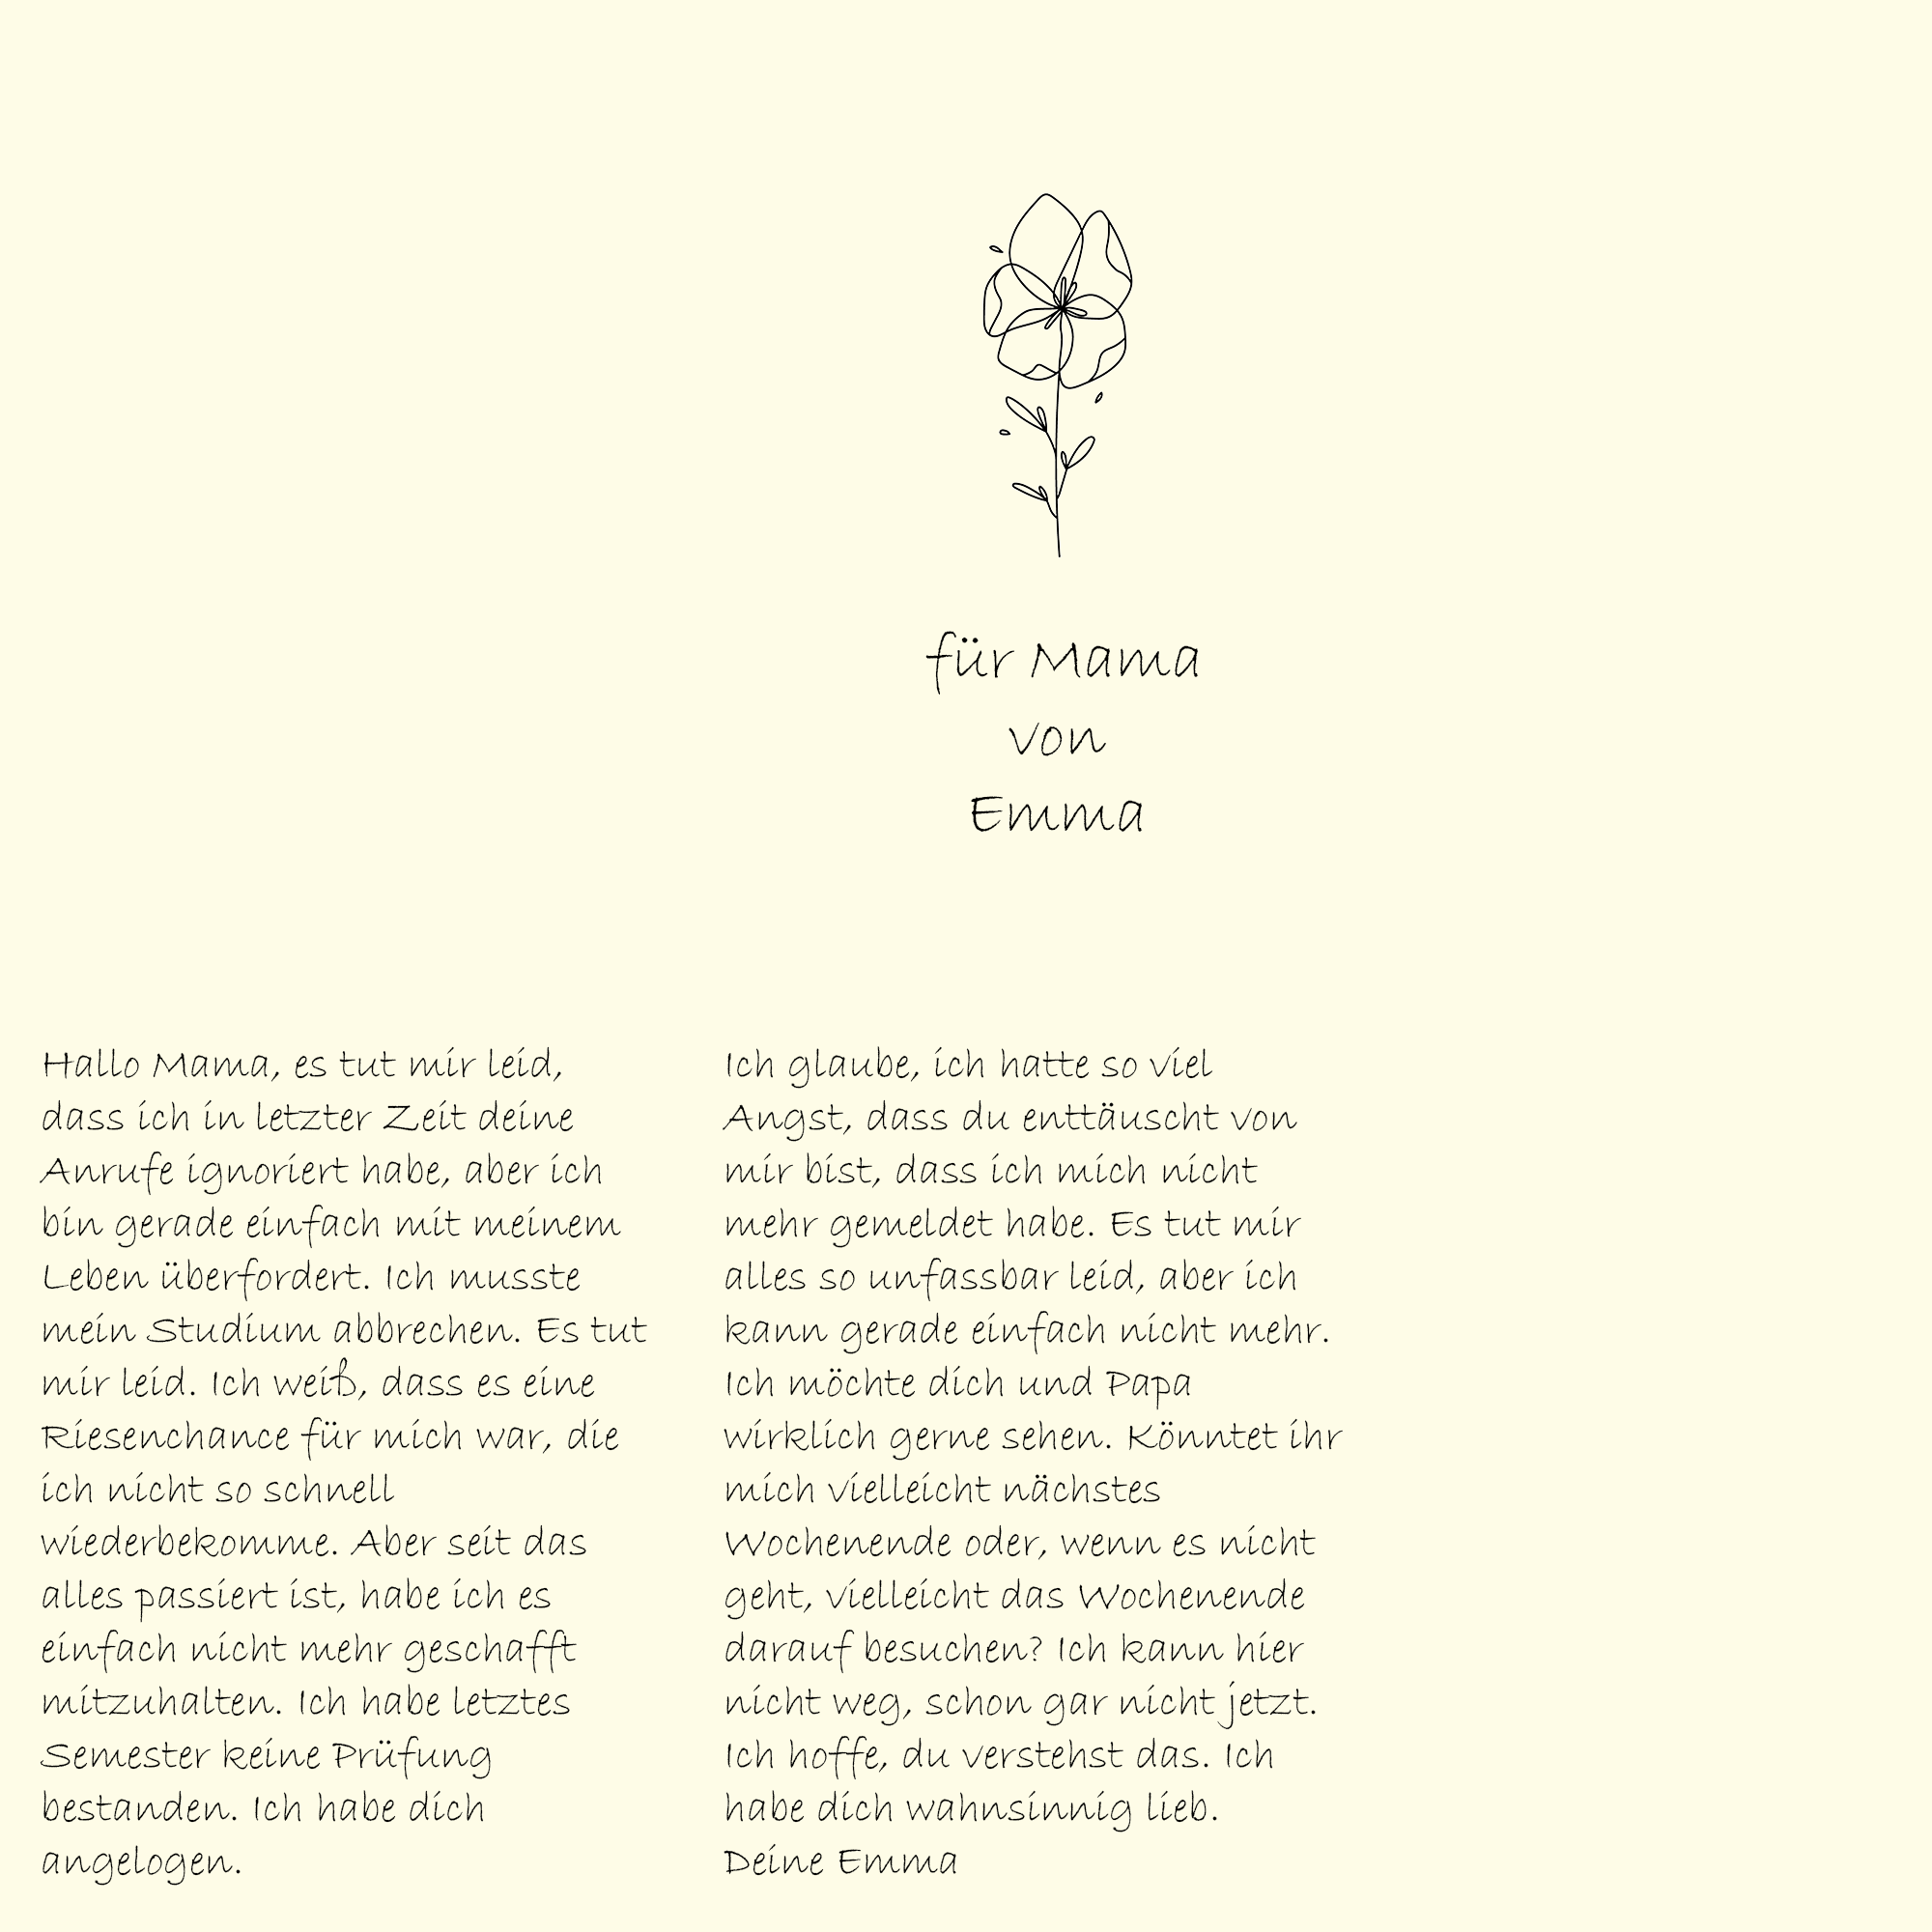 für Mama
von
Emma
Hallo Mama, es tut mir leid,
dass ich in letzter Zeit deine
Anrufe ignoriert habe, aber ich
bin gerade einfach mit meinem
Leben überfordert. Ich musste
mein Studium abbrechen. Es tut
mir leid. Ich weiß, dass es eine
Riesenchance für mich war, die
ich nicht so schnell
wiederbekomme. Aber seit das
alles passiert ist, habe ich es
einfach nicht mehr geschafft
mitzuhalten. Ich habe letztes
Semester keine Prüfung
bestanden. Ich habe dich
angelogen.
Ich glaube, ich hatte so viel
Angst, dass du enttäuscht von
mir bist, dass ich mich nicht
mehr gemeldet habe. Es tut mir
alles so unfassbar leid, aber ich
kann gerade einfach nicht mehr.
Ich möchte dich und Papa
wirklich gerne sehen. Könntet ihr
mich vielleicht nächstes
Wochenende oder, wenn es nicht
geht, vielleicht das Wochenende
darauf besuchen? Ich kann hier
nicht weg, schon gar nicht jetzt.
Ich hoffe, du verstehst das. Ich
habe dich wahnsinnig lieb.
Deine Emma